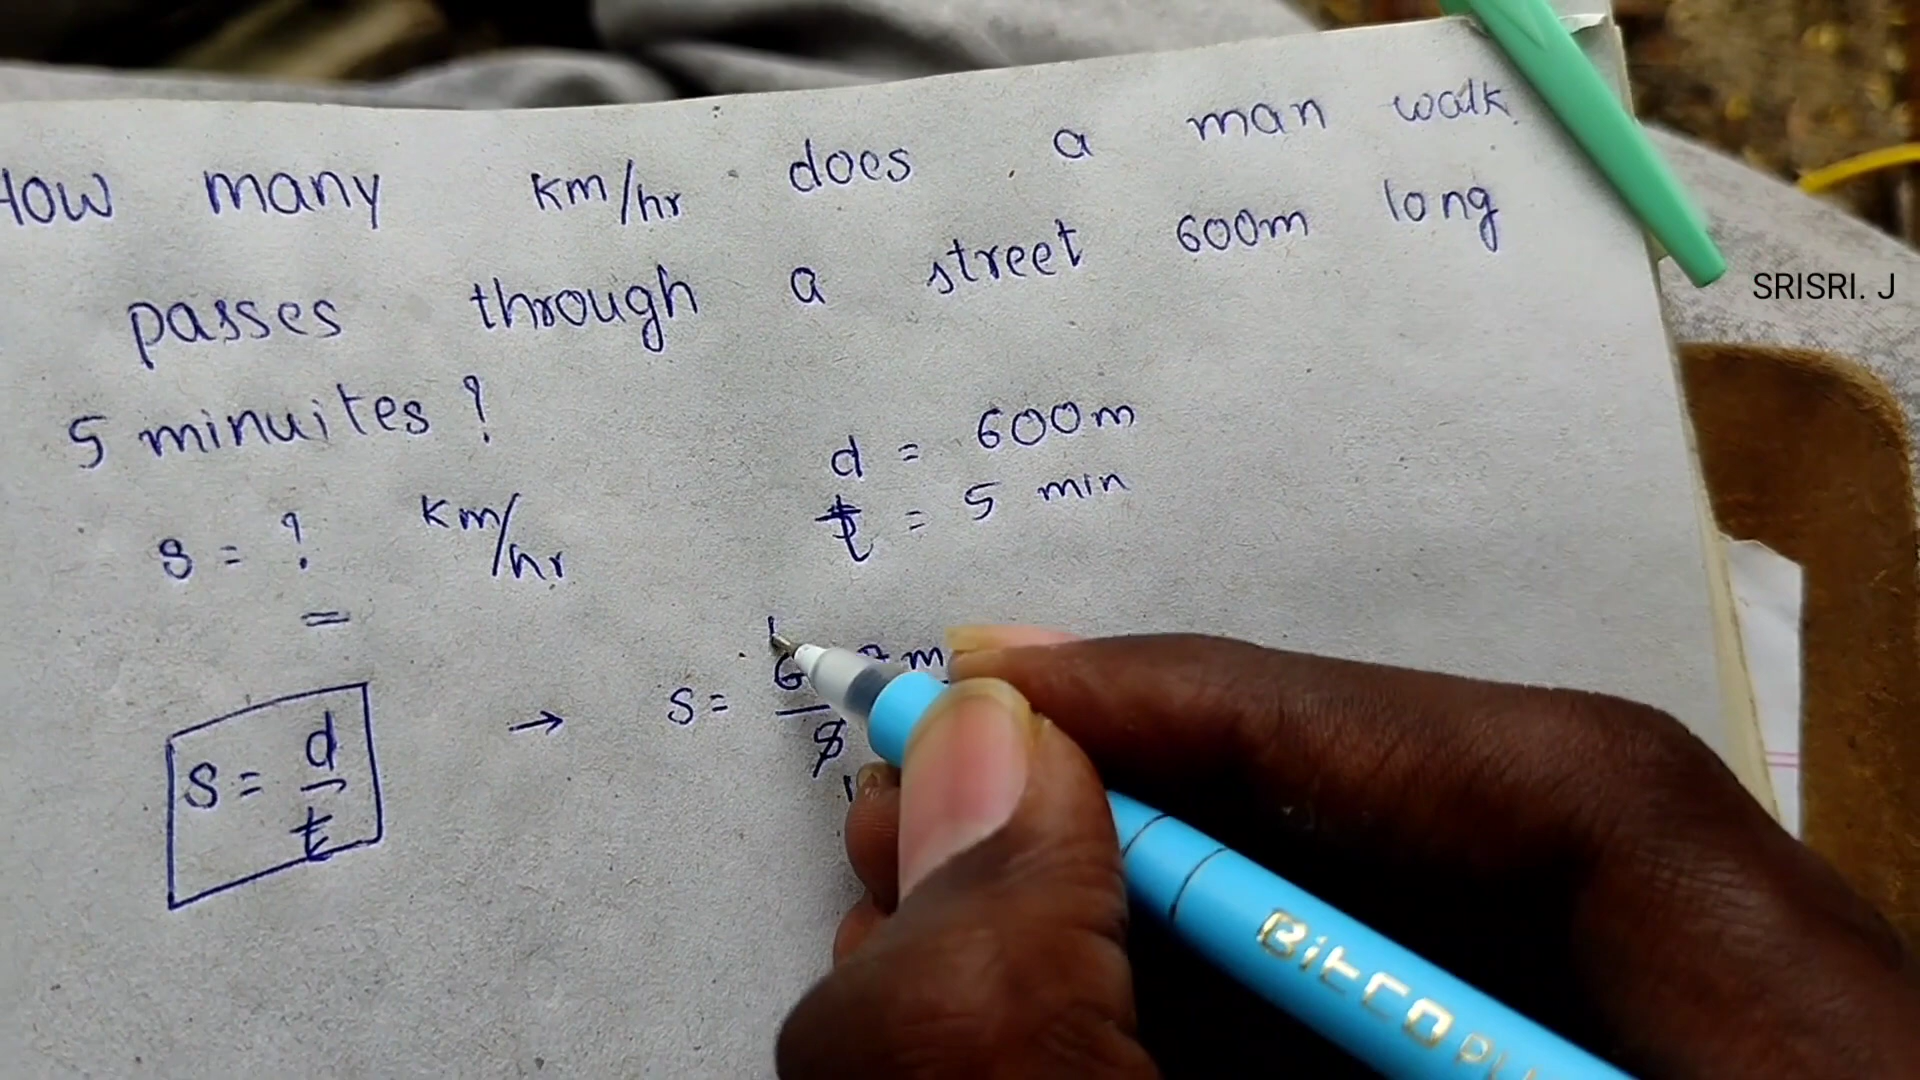 How many km/hr does a man walk
passes through a street 600m long
5 minuites ?
d = 600m
t = 5 min
s = ? km/hr
=
s = d/t → s =
m
5
SRISRI. J
BITCO